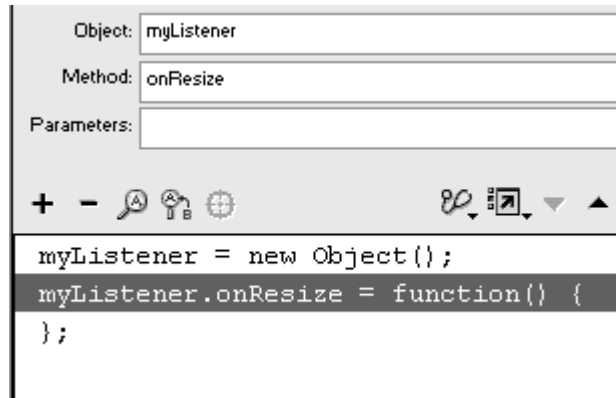 Object: myListener
Method: onResize
Parameters:
myListener = new Object();
myListener.onResize = function() {
};